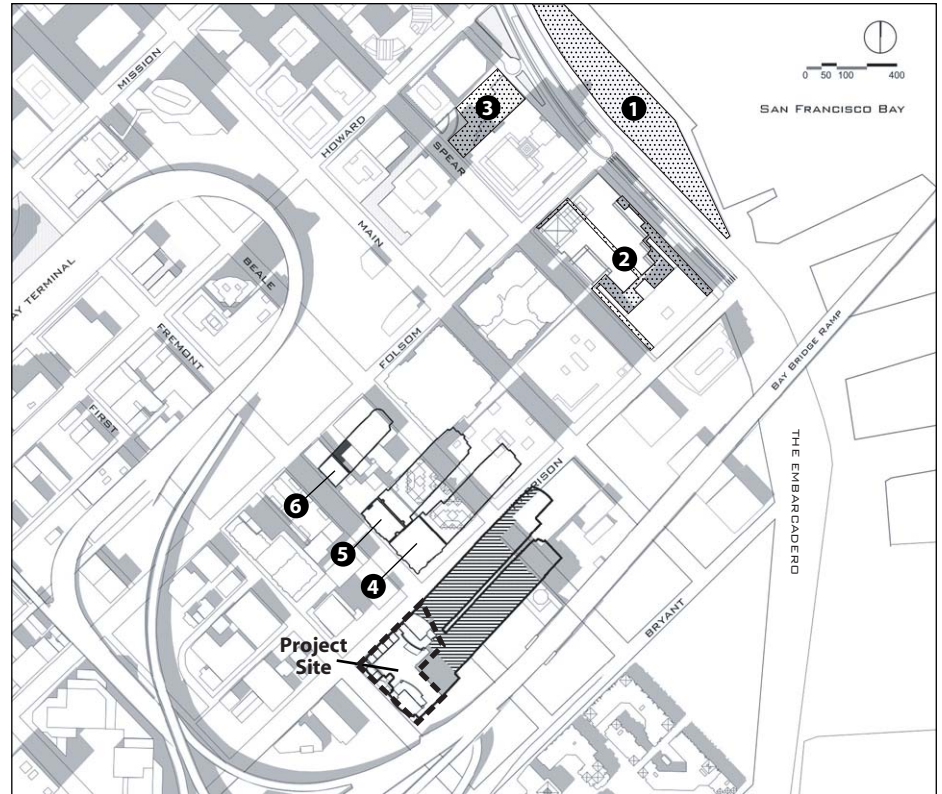 MISSION
HOWARD
SPEAR
MAIN
BEALE
FREMONT
FIRST
FOLSOM
AY TERMINAL
RISON
BRYANT
BAY BRIDGE RAMP
THE EMBARCADERO
SAN FRANCISCO BAY
0 50 100 400
1
2
3
4
5
6
Project
Site